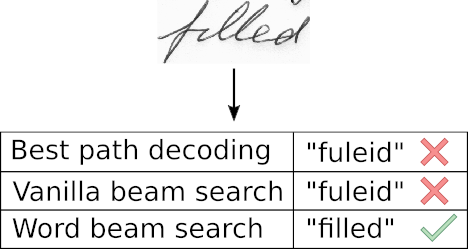 filled
Best path decoding "fuleid"
Vanilla beam search "fuleid"
Word beam search "filled"